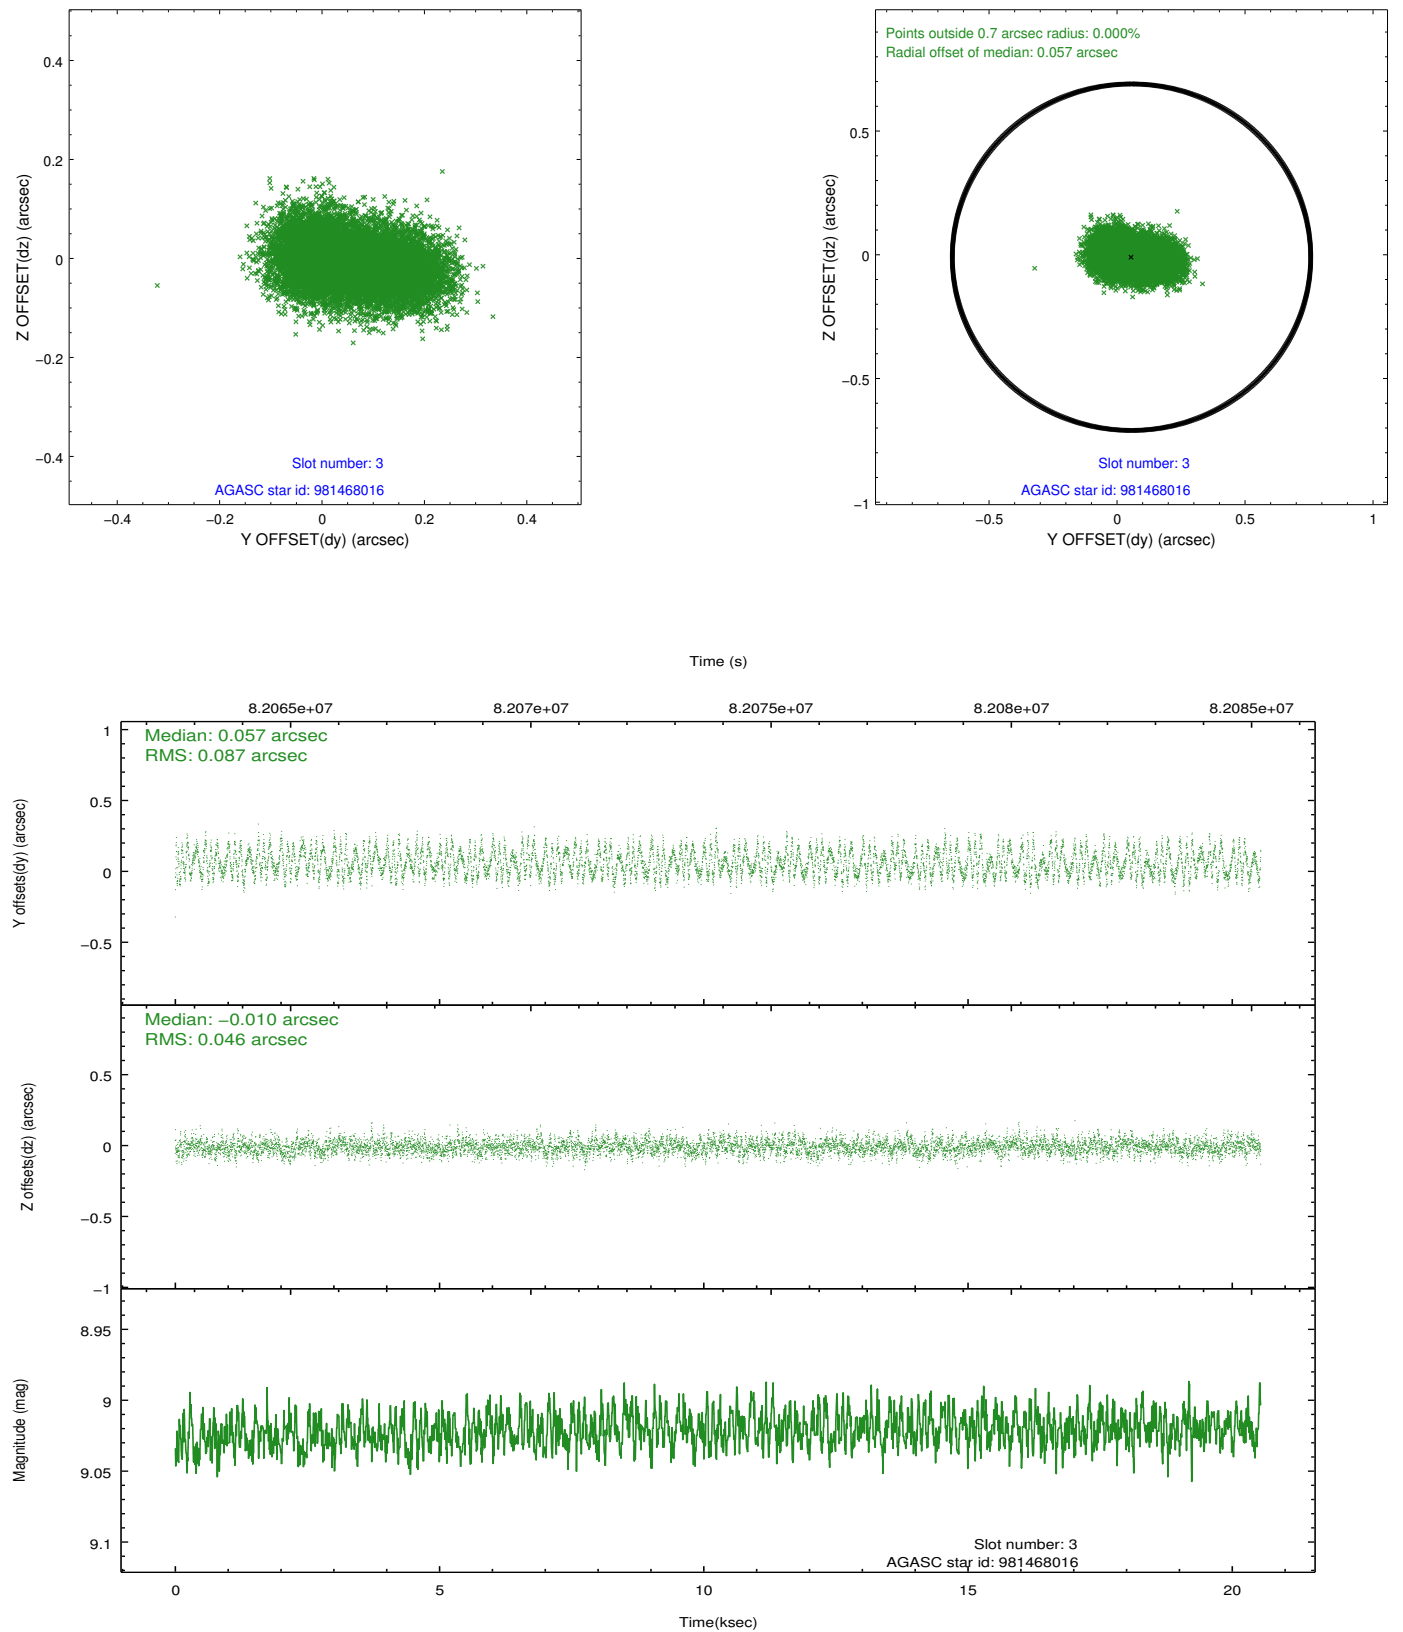 0.4
0.2
0
−0.2
−0.4
Z OFFSET(dz) (arcsec)
Slot number: 3
AGASC star id: 981468016
−0.4 −0.2 0 0.2 0.4
Y OFFSET(dy) (arcsec)
Points outside 0.7 arcsec radius: 0.000%
Radial offset of median: 0.057 arcsec
0.5
0
−0.5
−1
Z OFFSET(dz) (arcsec)
Slot number: 3
AGASC star id: 981468016
−0.5 0 0.5 1
Y OFFSET(dy) (arcsec)
Time (s)
8.2065e+07 8.207e+07 8.2075e+07 8.208e+07 8.2085e+07
Median: 0.057 arcsec
RMS: 0.087 arcsec
1
0.5
0
−0.5
Y offsets(dy) (arcsec)
Median: −0.010 arcsec
RMS: 0.046 arcsec
0.5
0
−0.5
−1
Z offsets(dz) (arcsec)
8.95
9
9.05
9.1
Magnitude (mag)
Slot number: 3
AGASC star id: 981468016
0 5 10 15 20
Time(ksec)